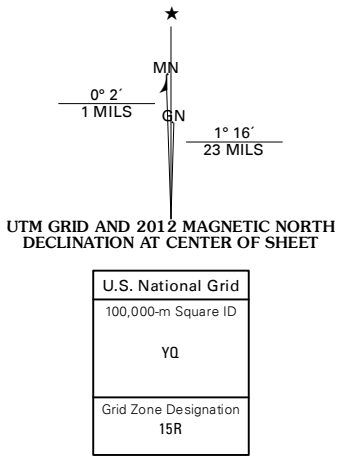 MN
0° 2´
1 MILS
GN
1° 16´
23 MILS
UTM GRID AND 2012 MAGNETIC NORTH
DECLINATION AT CENTER OF SHEET
U.S. National Grid
100,000-m Square ID
YQ
Grid Zone Designation
15R